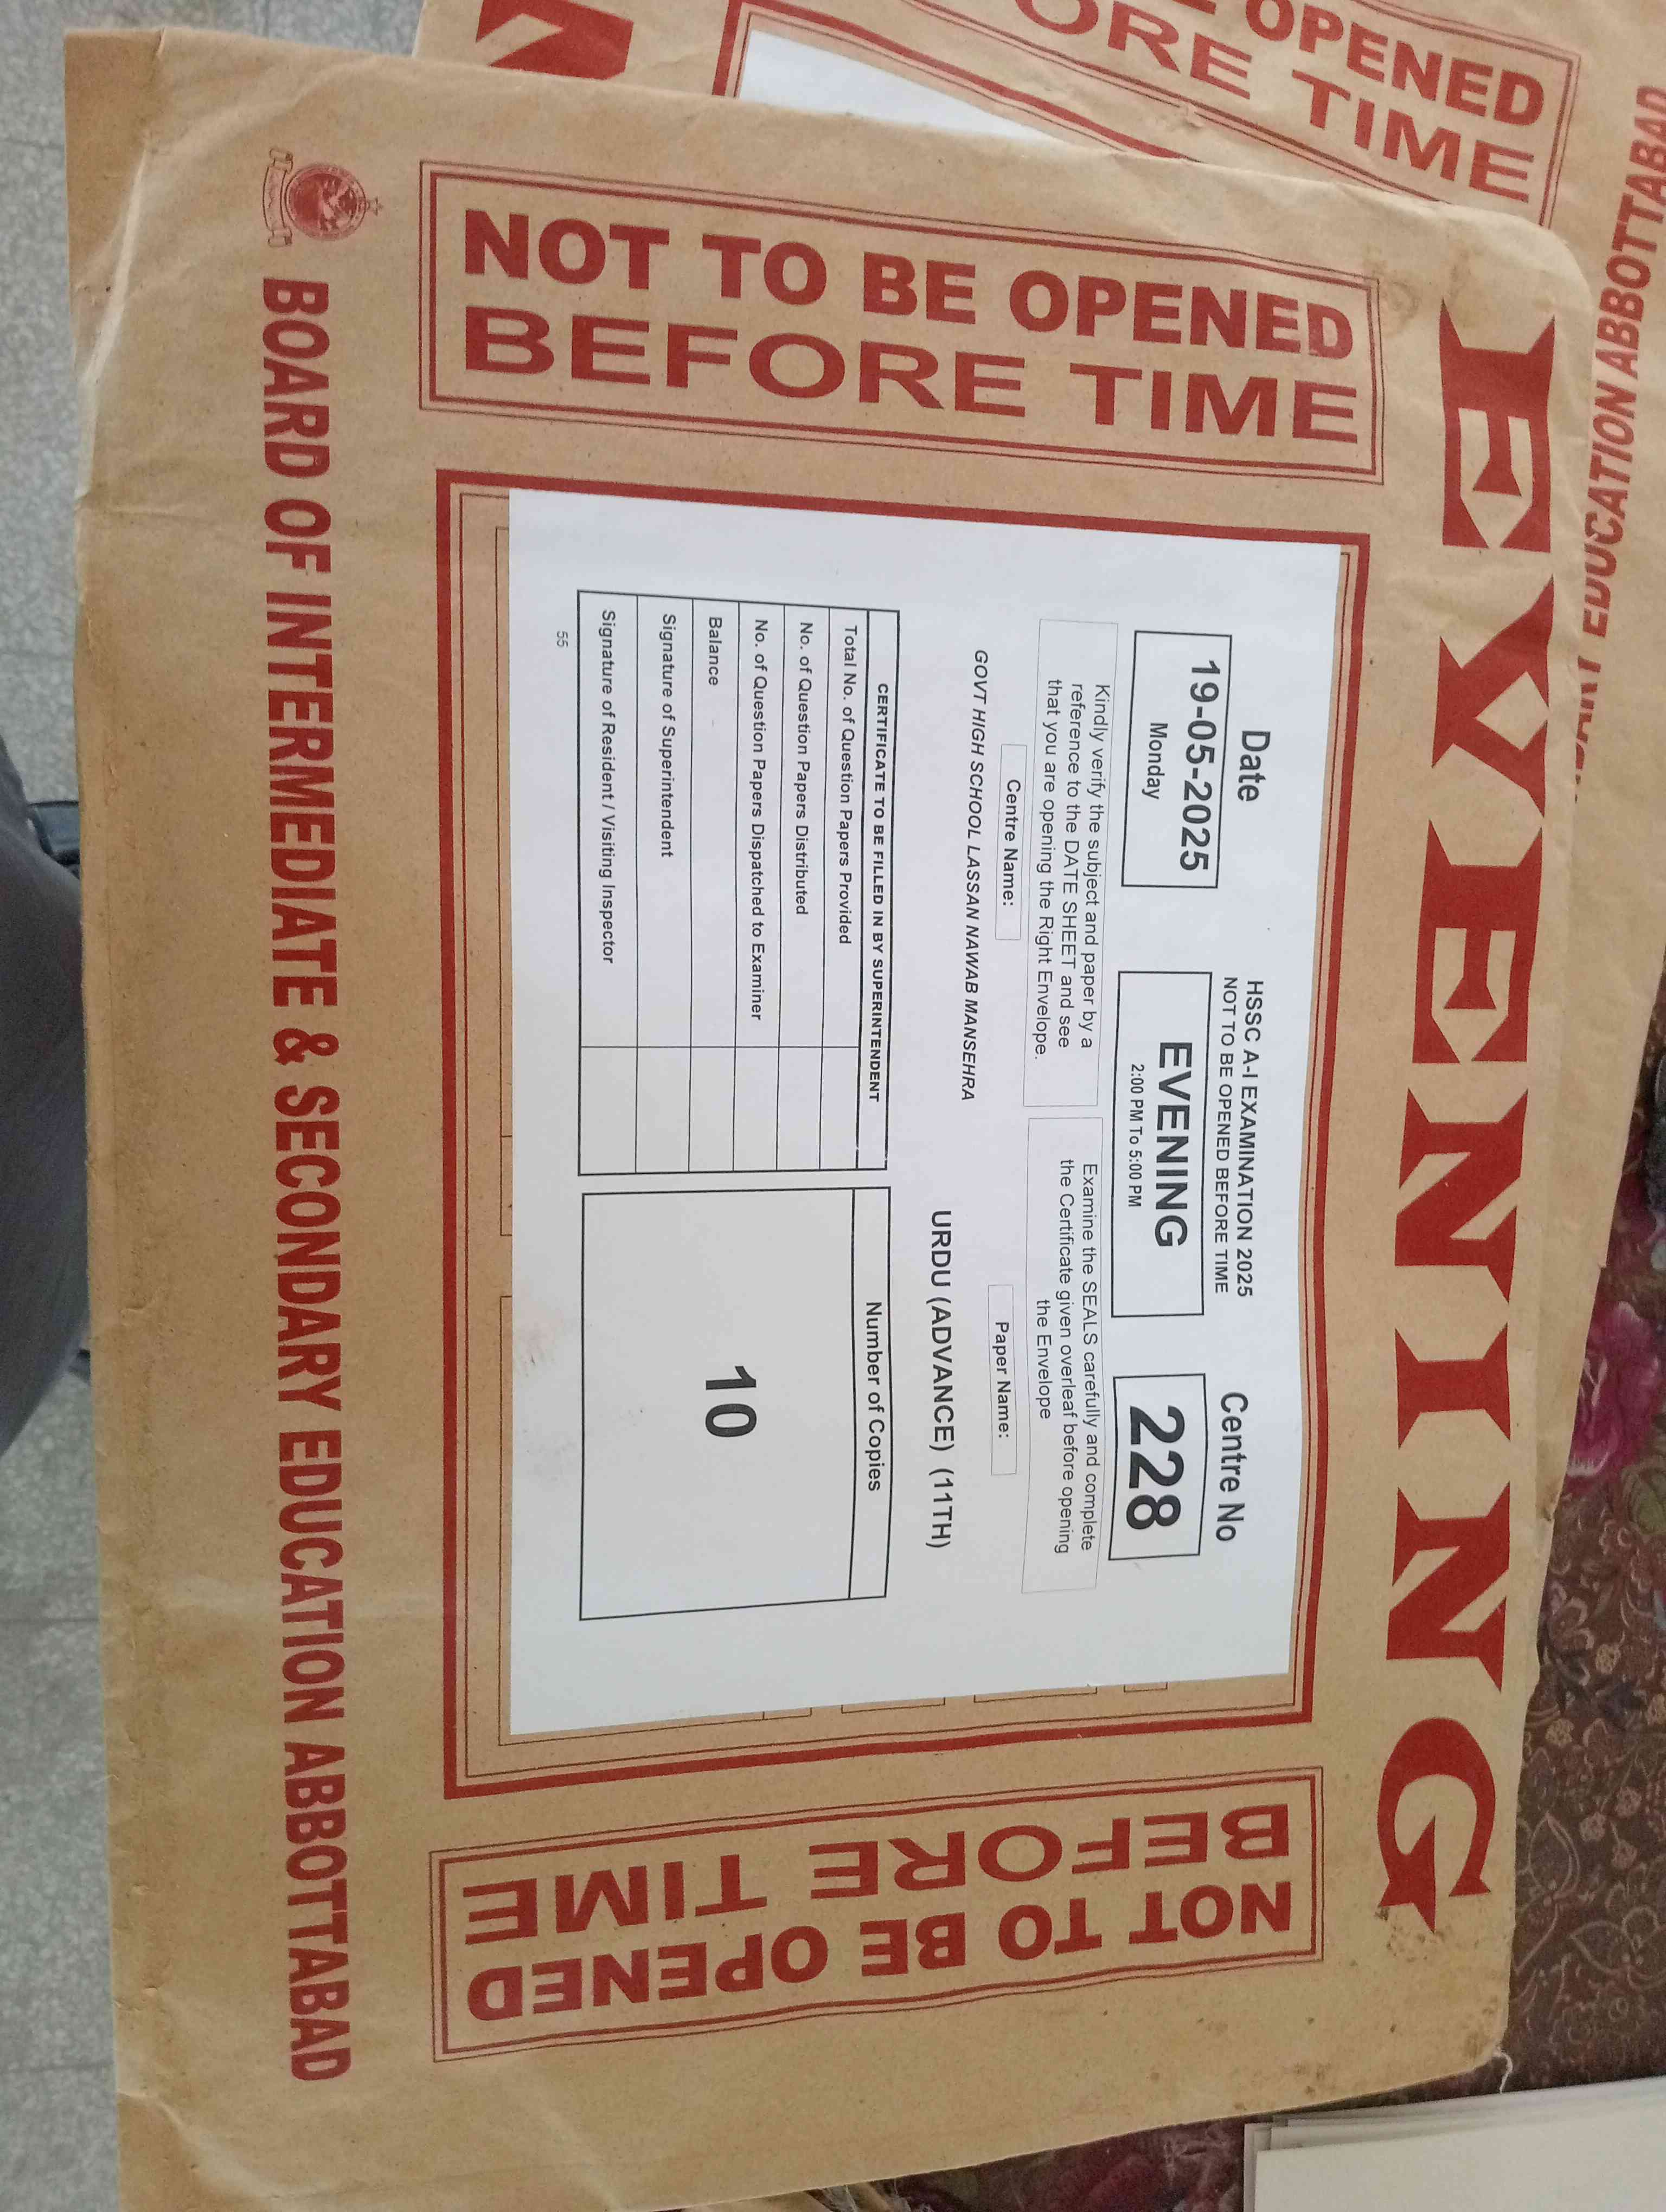 EVENING
NOT TO BE OPENED
BEFORE TIME
Date
19-05-2025
Monday
HSSC A-I EXAMINATION 2025
NOT TO BE OPENED BEFORE TIME
EVENING
2:00 PM To 5:00 PM
Centre No
228
Kindly verify the subject and paper by a
reference to the DATE SHEET and see
that you are opening the Right Envelope.
Examine the SEALS carefully and complete
the Certificate given overleaf before opening
the Envelope
Centre Name:
Paper Name:
GOVT HIGH SCHOOL LASSAN NAWAB MANSEHRA
URDU (ADVANCE) (11TH)
CERTIFICATE TO BE FILLED IN BY SUPERINTENDENT
Total No. of Question Papers Provided
No. of Question Papers Distributed
No. of Question Papers Dispatched to Examiner
Balance
Signature of Superintendent
Signature of Resident / Visiting Inspector
Number of Copies
10
55
NOT TO BE OPENED
BEFORE TIME
BOARD OF INTERMEDIATE & SECONDARY EDUCATION ABBOTTABAD
OPENED
ORE TIME
EDUCATION ABBOTTABAD